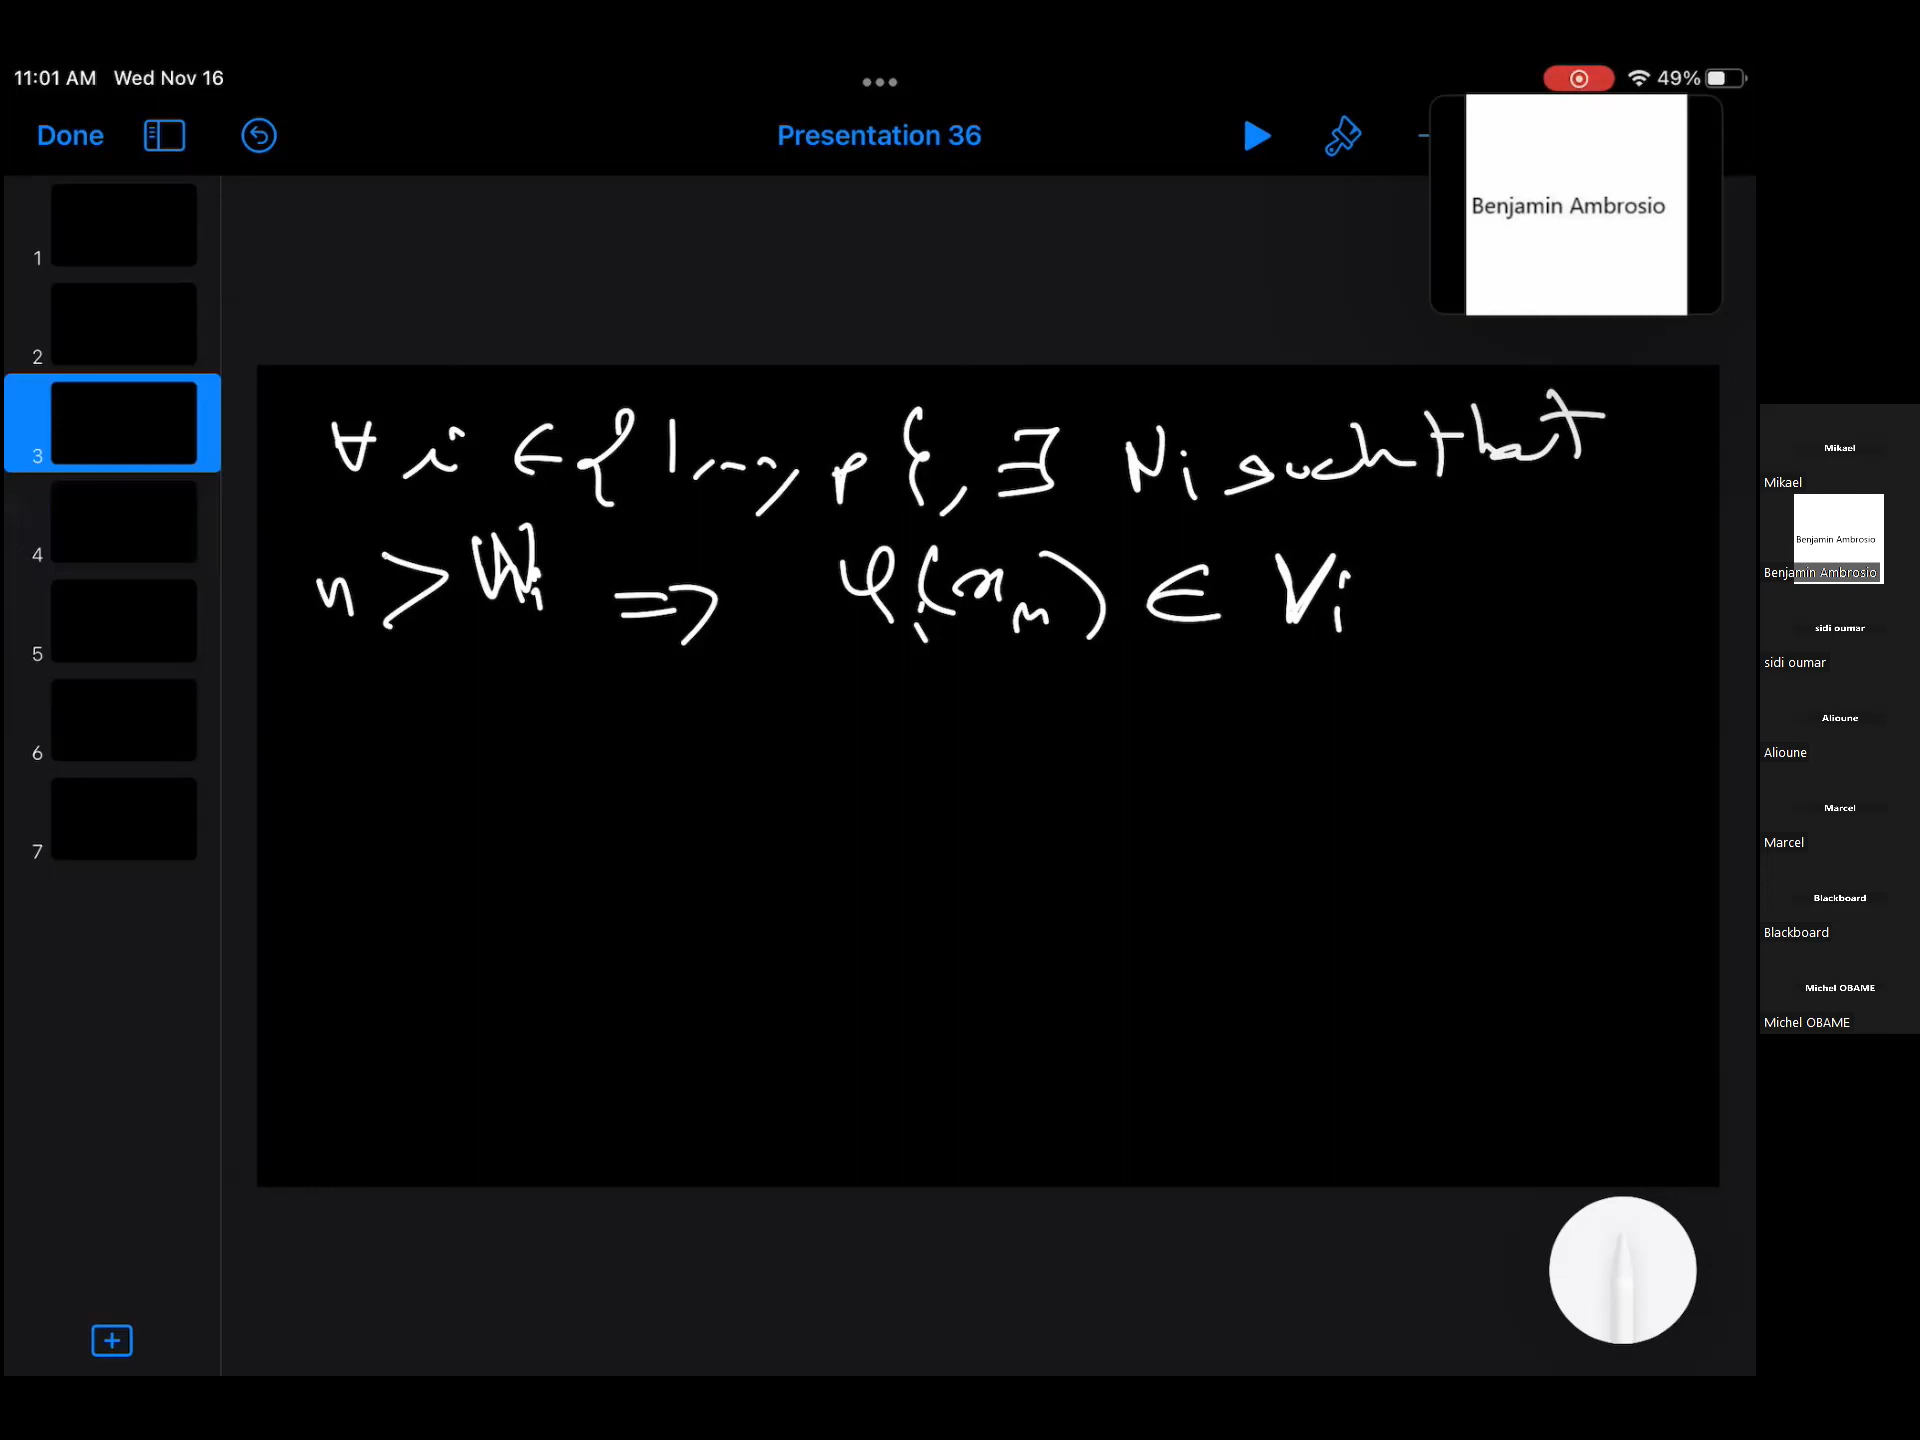 11:01 AM Wed Nov 16
49%
Done
Presentation 36
Benjamin Ambrosio
1
2
3
4
5
6
7
∀ i ∈ { 1, ..., p }, ∃ Ni such that
n > Ni ⇒ φi(xn) ∈ Vi
Mikael
Mikael
Benjamin Ambrosio
Benjamin Ambrosio
sidi oumar
sidi oumar
Alioune
Alioune
Marcel
Marcel
Blackboard
Blackboard
Michel OBAME
Michel OBAME